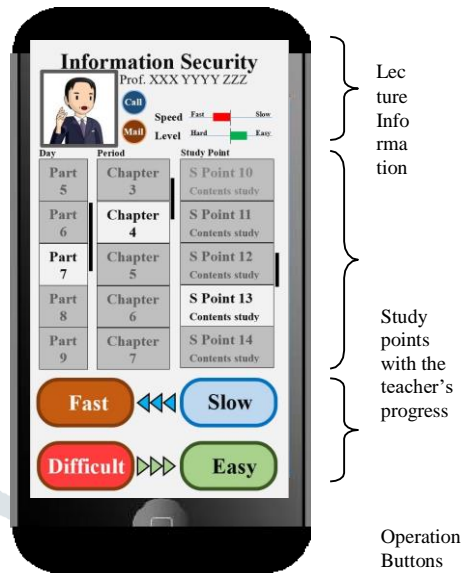 Information Security
Prof. XXX YYYY ZZZ
Call
Mail
Speed Fast Slow
Level Hard Easy
Day Period Study Point
Part 5 Chapter 3 S Point 10 Contents study
Part 6 Chapter 4 S Point 11 Contents study
Part 7 Chapter 5 S Point 12 Contents study
Part 8 Chapter 6 S Point 13 Contents study
Part 9 Chapter 7 S Point 14 Contents study
Fast Slow
Difficult Easy
Lec
ture
Info
rma
tion
Study
points
with the
teacher's
progress
Operation
Buttons